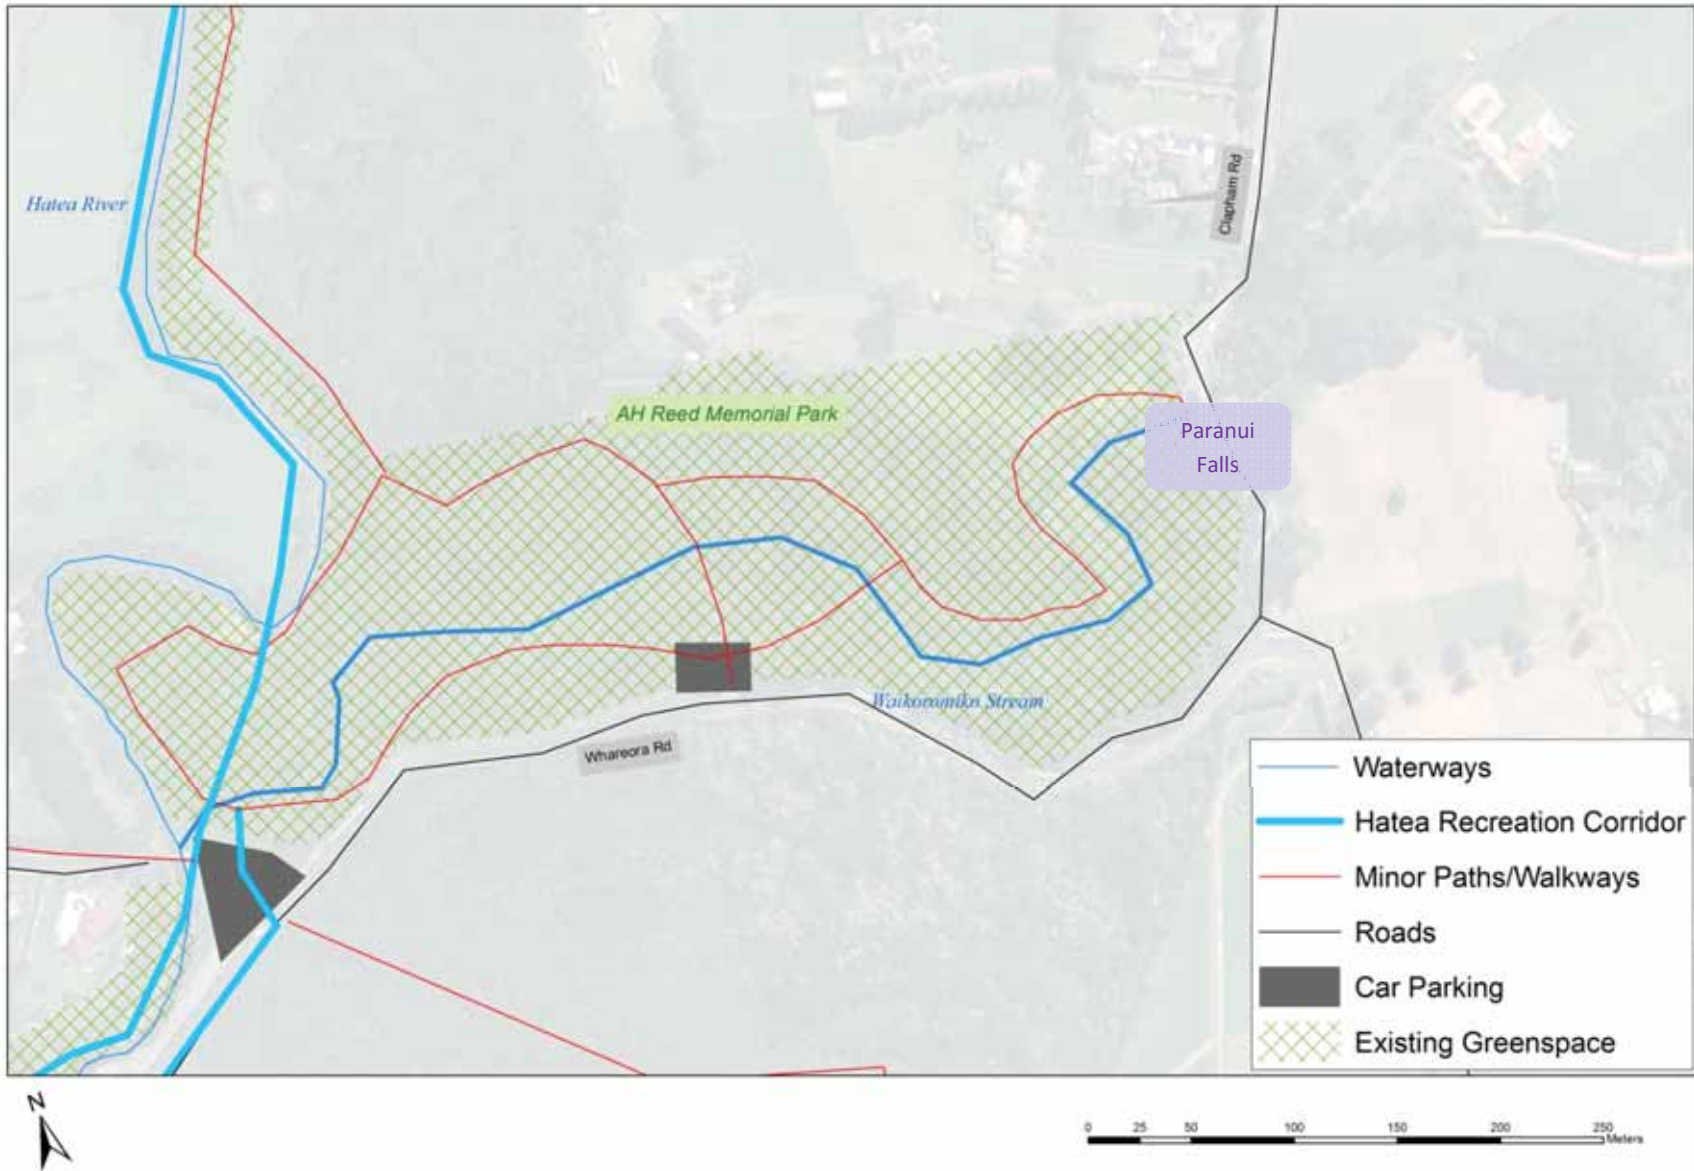 Hatea River
Clapham Rd
AH Reed Memorial Park
Paranui
Falls
Waikoromiko Stream
Whareora Rd
Waterways
Hatea Recreation Corridor
Minor Paths/Walkways
Roads
Car Parking
Existing Greenspace
N
0 25 50 100 150 200 250
Meters